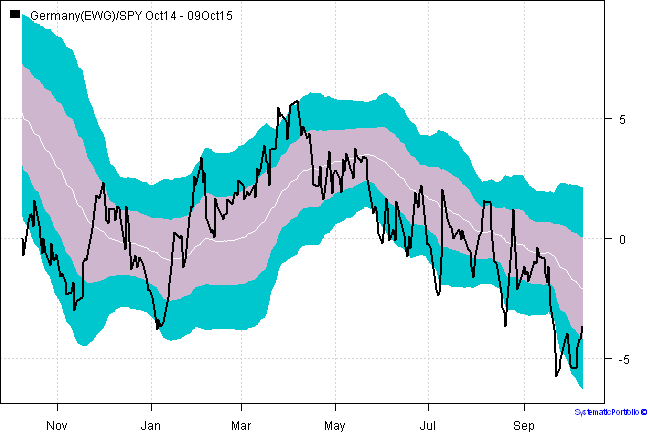 Germany(EWG)/SPY Oct14 - 09Oct15
5
0
-5
Nov Jan Mar May Jul Sep
SystematicPortfolio ©